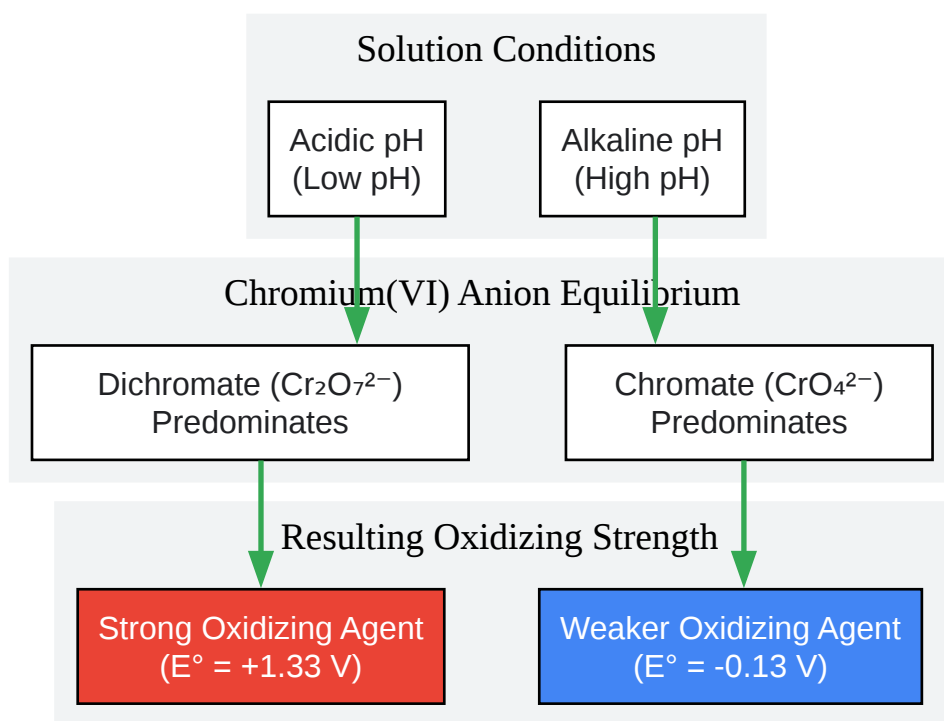 Solution Conditions
Acidic pH
(Low pH)
Alkaline pH
(High pH)
Chromium(VI) Anion Equilibrium
Dichromate (Cr₂O₇²⁻)
Predominates
Chromate (CrO₄²⁻)
Predominates
Resulting Oxidizing Strength
Strong Oxidizing Agent
(E° = +1.33 V)
Weaker Oxidizing Agent
(E° = -0.13 V)